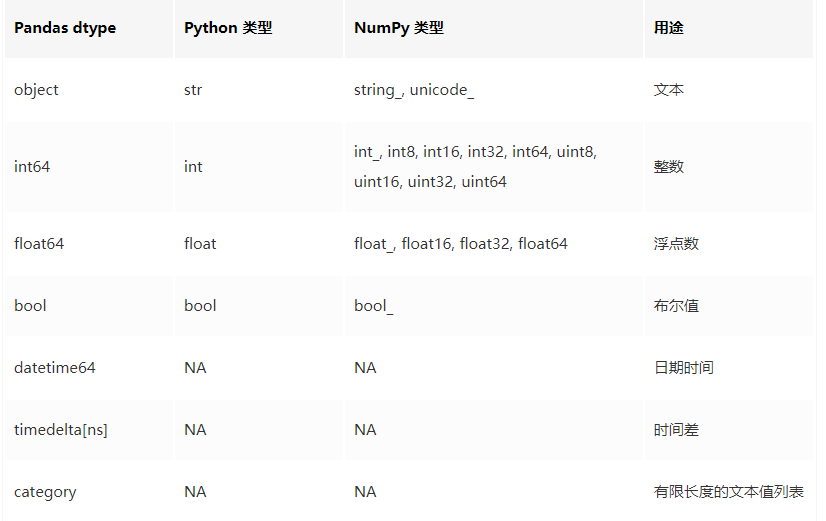 Pandas dtype Python 类型 NumPy 类型 用途
object str string_, unicode_ 文本
int64 int int_, int8, int16, int32, int64, uint8, uint16, uint32, uint64 整数
float64 float float_, float16, float32, float64 浮点数
bool bool bool_ 布尔值
datetime64 NA NA 日期时间
timedelta[ns] NA NA 时间差
category NA NA 有限长度的文本值列表